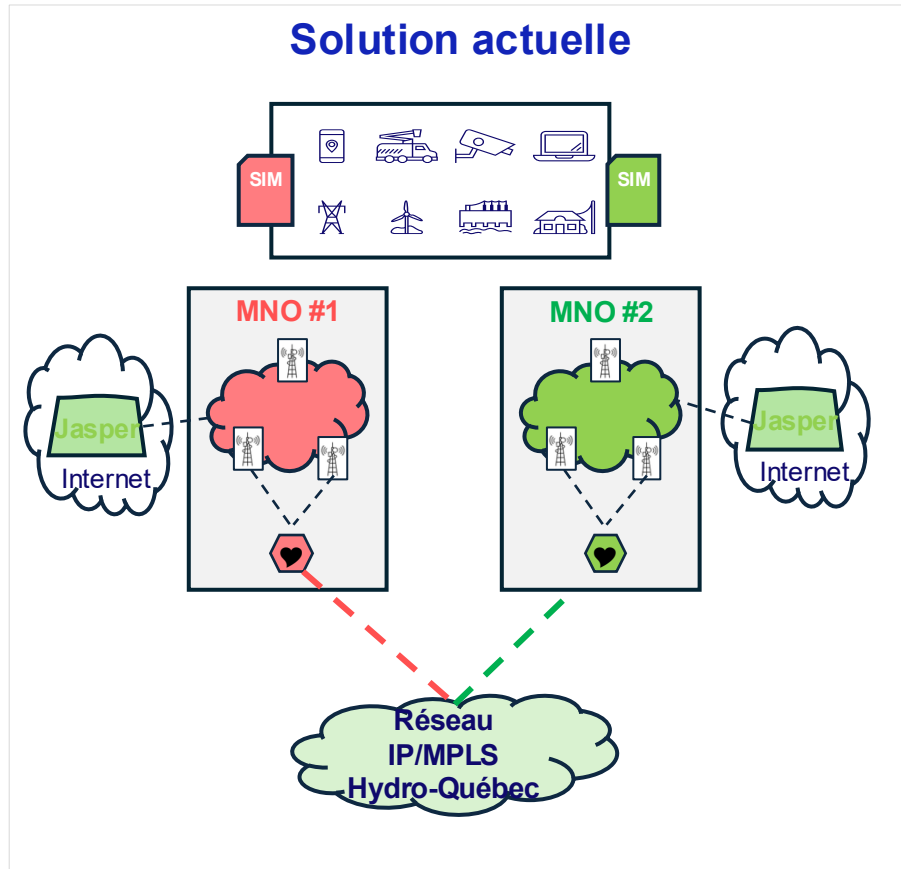 Solution actuelle
SIM
SIM
MNO #1
MNO #2
Jasper
Internet
Jasper
Internet
Réseau
IP/MPLS
Hydro-Québec